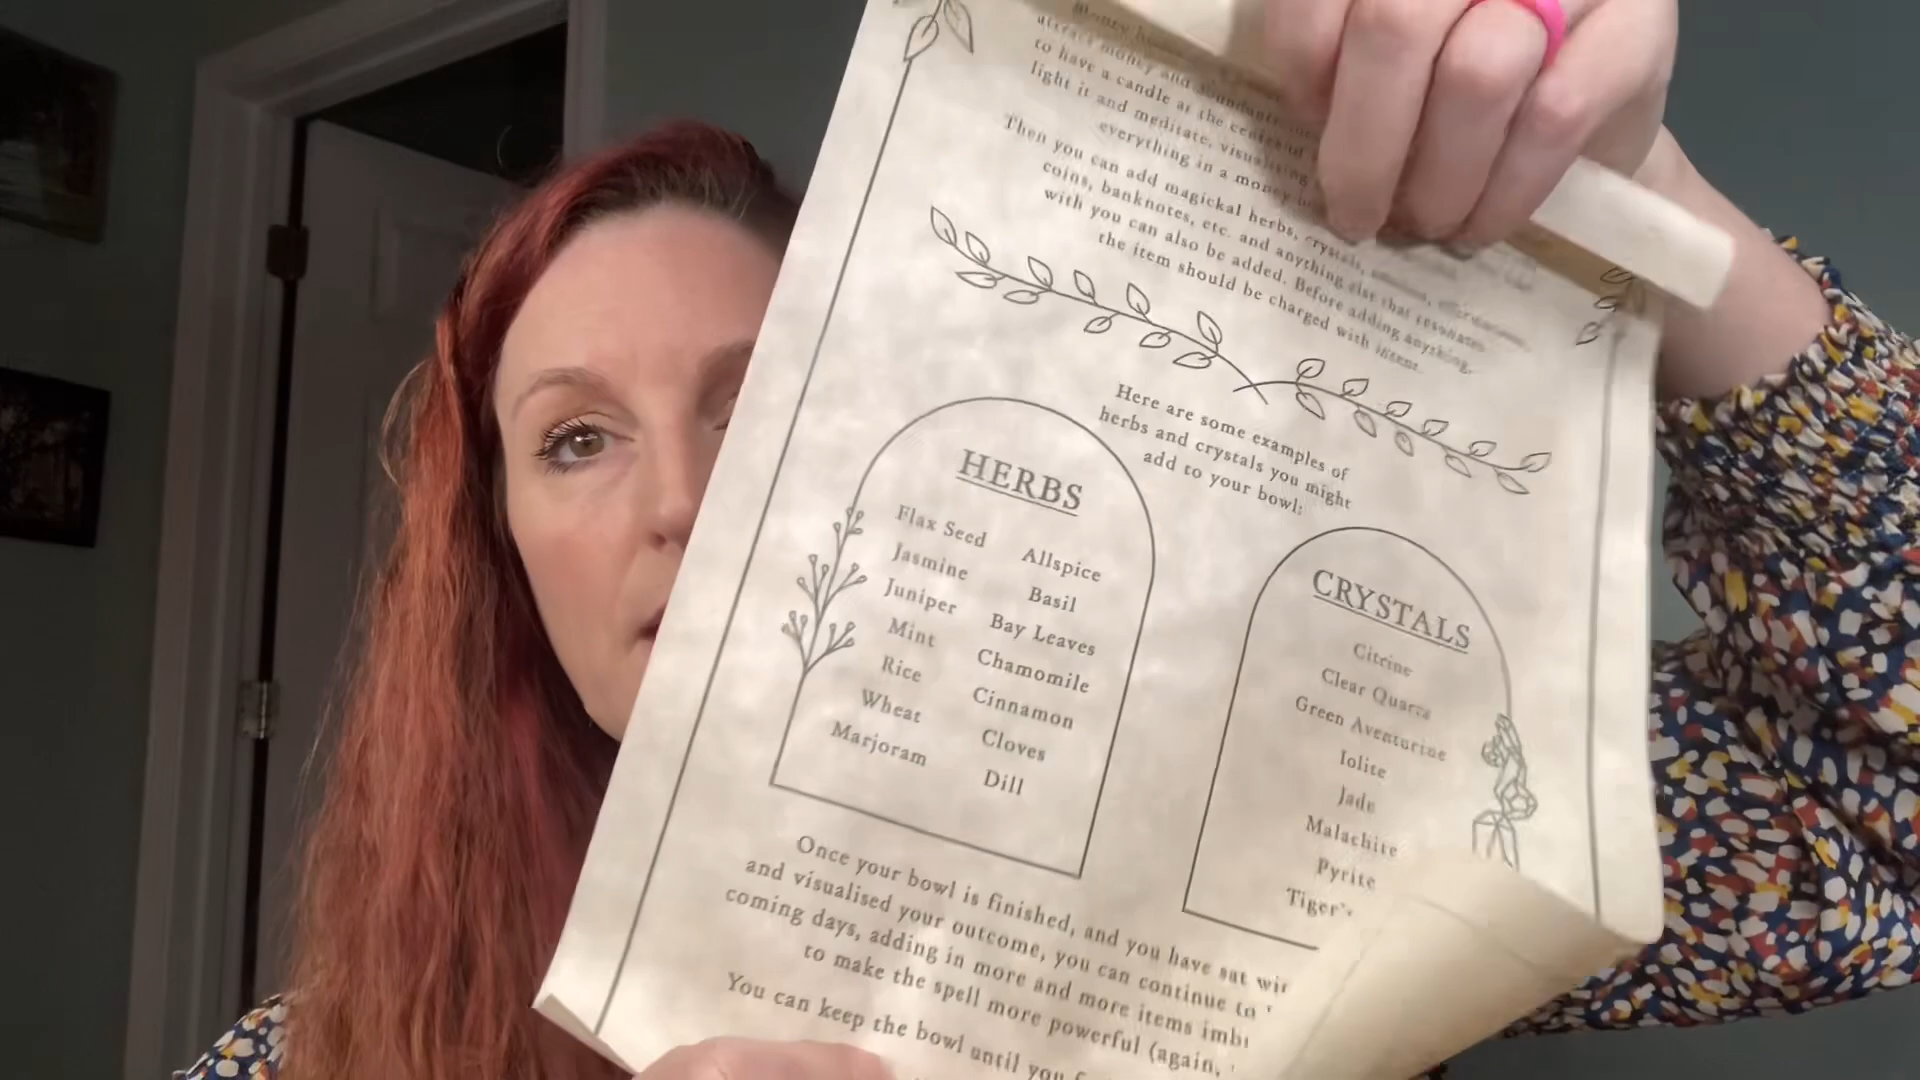 attract money and abundance.
to have a candle at the centre and
light it and meditate, visualising
everything in a money
Then you can add magickal herbs, crystals,
coins, banknotes, etc. and anything else that resonates
with you can also be added. Before adding anything,
the item should be charged with intent.
Here are some examples of
herbs and crystals you might
add to your bowl:
HERBS
Flax Seed Allspice
Jasmine Basil
Juniper Bay Leaves
Mint Chamomile
Rice Cinnamon
Wheat Cloves
Marjoram Dill
CRYSTALS
Citrine
Clear Quartz
Green Aventurine
Iolite
Jade
Malachite
Pyrite
Tiger's
Once your bowl is finished, and you have sat
and visualised your outcome, you can continue to
coming days, adding in more and more items
to make the spell more powerful (again,
You can keep the bowl until you